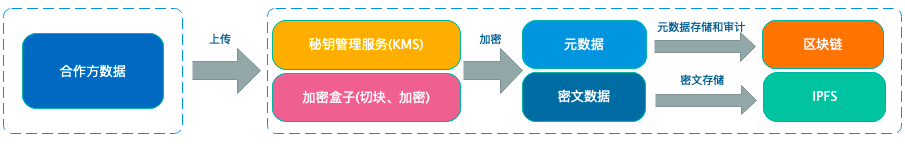 合作方数据
上传
秘钥管理服务(KMS)
加密盒子(切块、加密)
加密
元数据
密文数据
元数据存储和审计
密文存储
区块链
IPFS